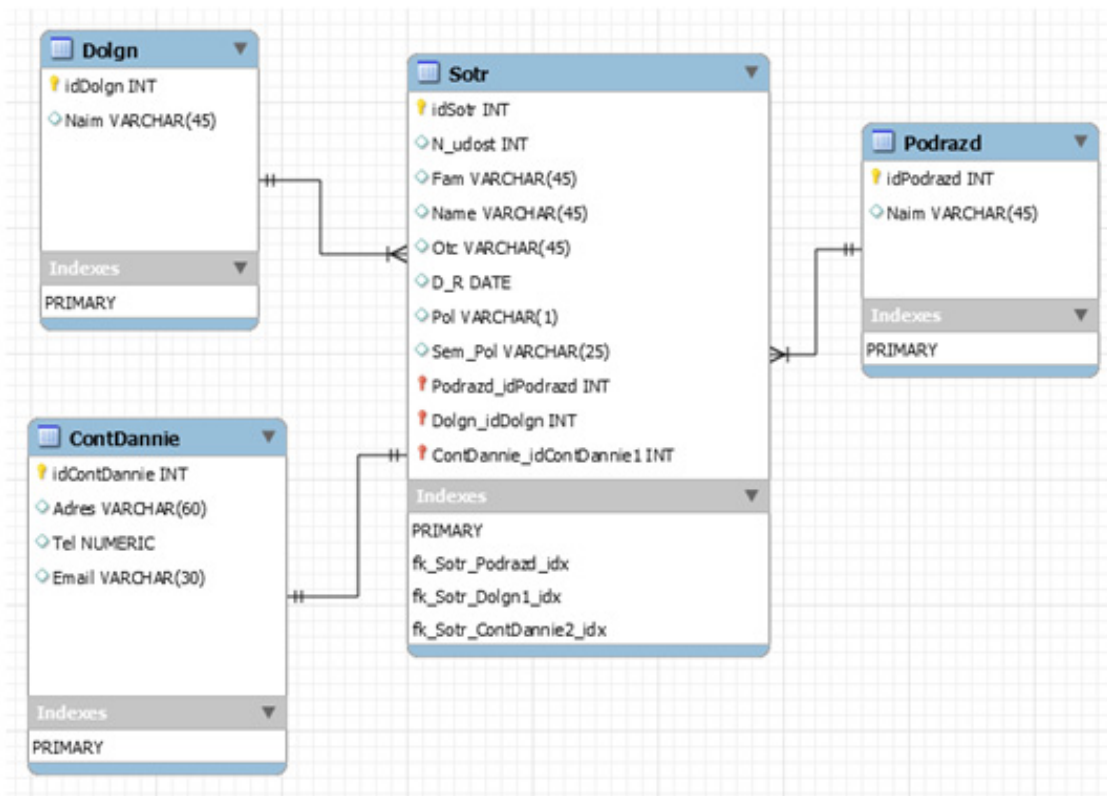 Dolgn
idDolgn INT
Naim VARCHAR(45)
Indexes
PRIMARY
Sotr
idSotr INT
N_udost INT
Fam VARCHAR(45)
Name VARCHAR(45)
Otc VARCHAR(45)
D_R DATE
Pol VARCHAR(1)
Sem_Pol VARCHAR(25)
Podrazd_idPodrazd INT
Dolgn_idDolgn INT
ContDannie_idContDannie1 INT
Indexes
PRIMARY
fk_Sotr_Podrazd_idx
fk_Sotr_Dolgn1_idx
fk_Sotr_ContDannie2_idx
Podrazd
idPodrazd INT
Naim VARCHAR(45)
Indexes
PRIMARY
ContDannie
idContDannie INT
Adres VARCHAR(60)
Tel NUMERIC
Email VARCHAR(30)
Indexes
PRIMARY